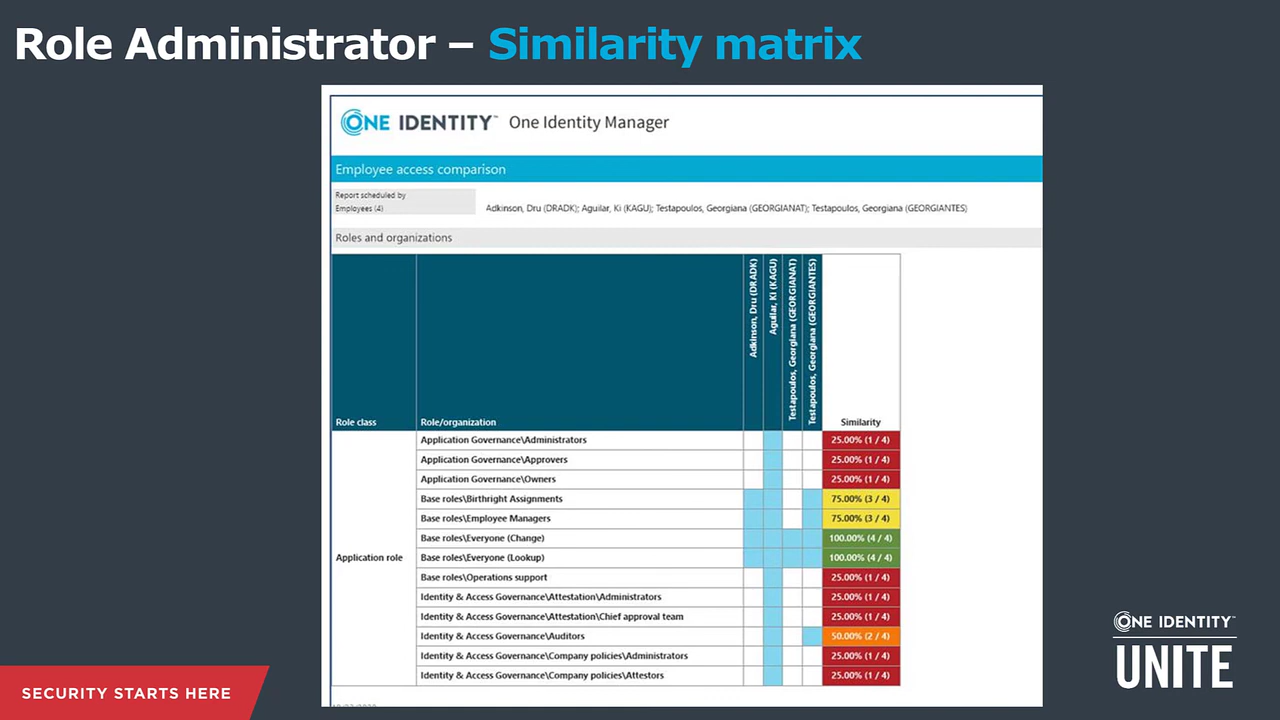 Role Administrator – Similarity matrix
ONE IDENTITY™ One Identity Manager
Employee access comparison
Report scheduled by
Employees (4) Adkinson, Dru (DRADK); Aguilar, Ki (KAGU); Testapoulos, Georgiana (GEORGIANAT); Testapoulos, Georgiana (GEORGIANTES)
Roles and organizations
Role class Role/organization Adkinson, Dru (DRADK) Aguilar, Ki (KAGU) Testapoulos, Georgiana (GEORGIANAT) Testapoulos, Georgiana (GEORGIANTES) Similarity
Application Governance\Administrators 25.00% (1 / 4)
Application Governance\Approvers 25.00% (1 / 4)
Application Governance\Owners 25.00% (1 / 4)
Base roles\Birthright Assignments 75.00% (3 / 4)
Base roles\Employee Managers 75.00% (3 / 4)
Base roles\Everyone (Change) 100.00% (4 / 4)
Application role Base roles\Everyone (Lookup) 100.00% (4 / 4)
Base roles\Operations support 25.00% (1 / 4)
Identity & Access Governance\Attestation\Administrators 25.00% (1 / 4)
Identity & Access Governance\Attestation\Chief approval team 25.00% (1 / 4)
Identity & Access Governance\Auditors 50.00% (2 / 4)
Identity & Access Governance\Company policies\Administrators 25.00% (1 / 4)
Identity & Access Governance\Company policies\Attestors 25.00% (1 / 4)
ONE IDENTITY™
UNITE
SECURITY STARTS HERE